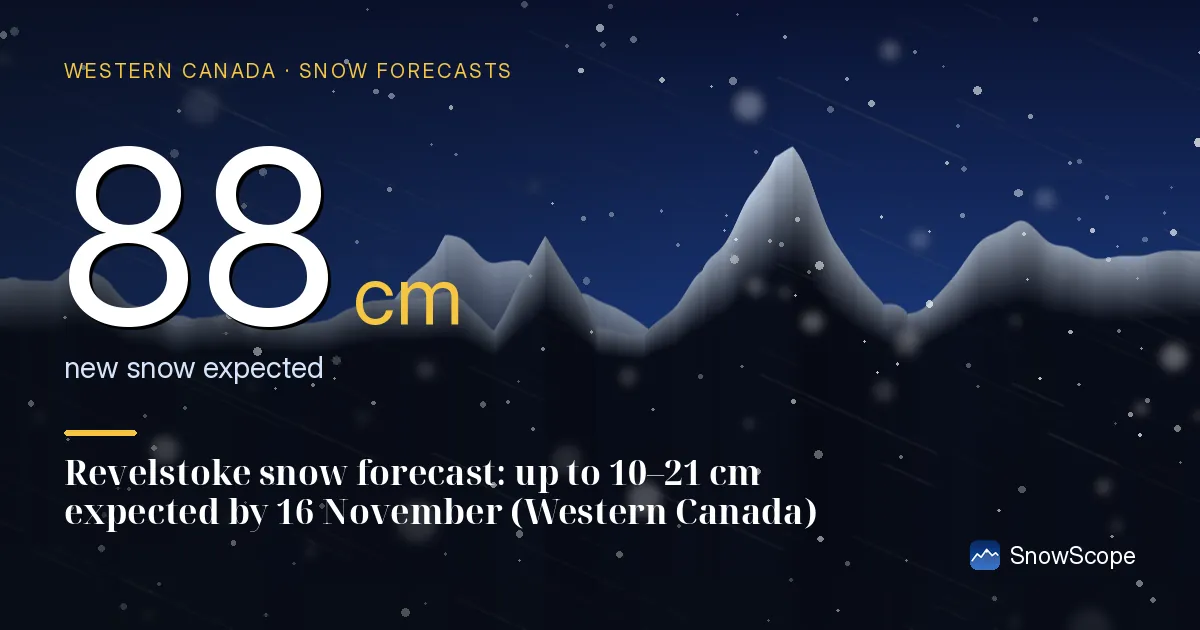 WESTERN CANADA · SNOW FORECASTS
88 cm
new snow expected
Revelstoke snow forecast: up to 10–21 cm
expected by 16 November (Western Canada)
SnowScope